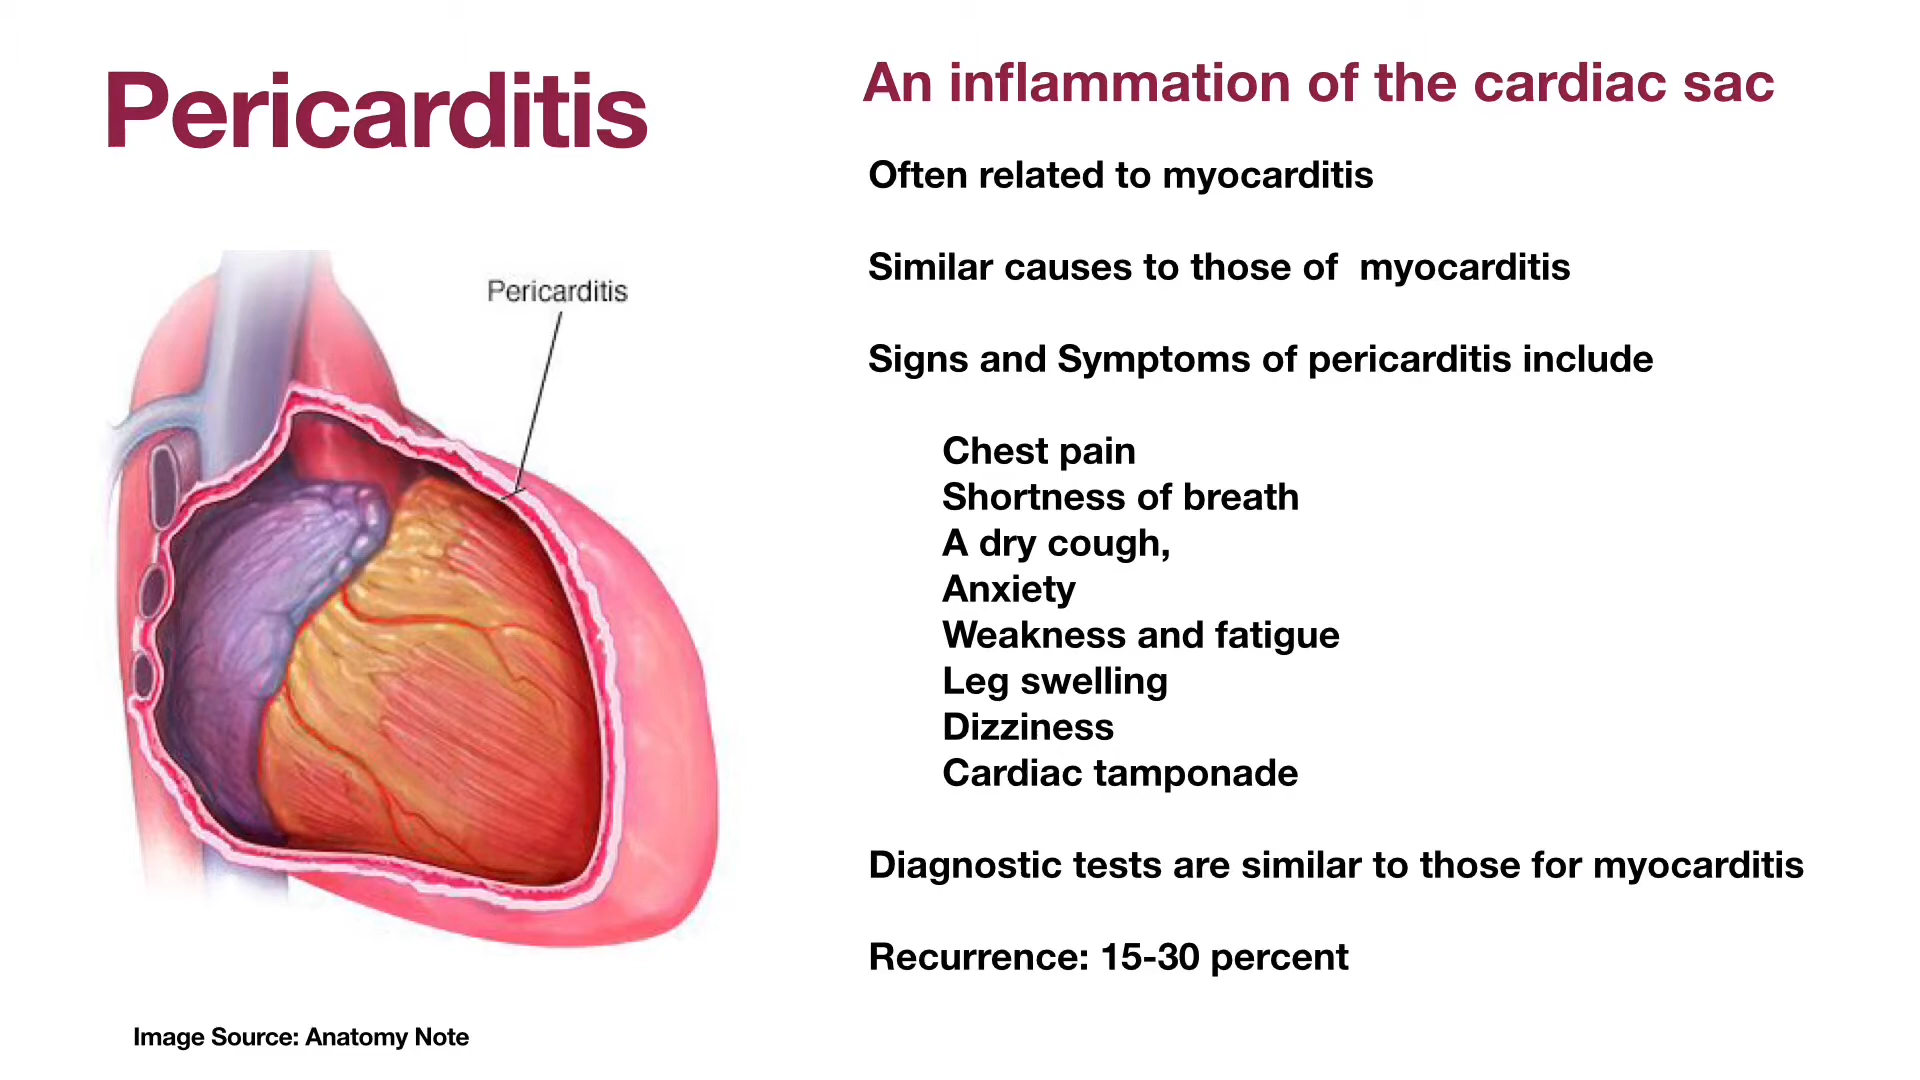 Pericarditis
An inflammation of the cardiac sac
Often related to myocarditis
Similar causes to those of  myocarditis
Signs and Symptoms of pericarditis include
Chest pain
Shortness of breath
A dry cough,
Anxiety
Weakness and fatigue
Leg swelling
Dizziness
Cardiac tamponade
Diagnostic tests are similar to those for myocarditis
Recurrence: 15-30 percent
Pericarditis
Image Source: Anatomy Note